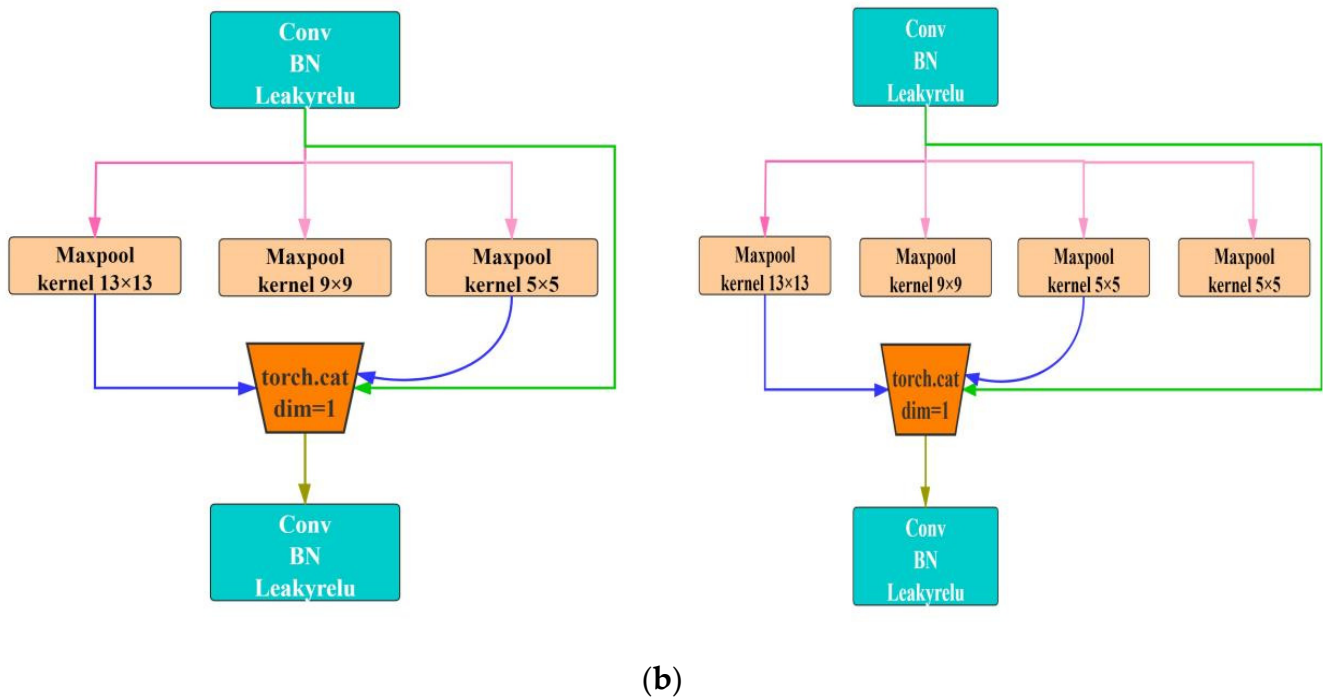 Conv
BN
Leakyrelu
Maxpool
kernel 13×13
Maxpool
kernel 9×9
Maxpool
kernel 5×5
torch.cat
dim=1
Conv
BN
Leakyrelu
Conv
BN
Leakyrelu
Maxpool
kernel 13×13
Maxpool
kernel 9×9
Maxpool
kernel 5×5
Maxpool
kernel 5×5
torch.cat
dim=1
Conv
BN
Leakyrelu
(b)